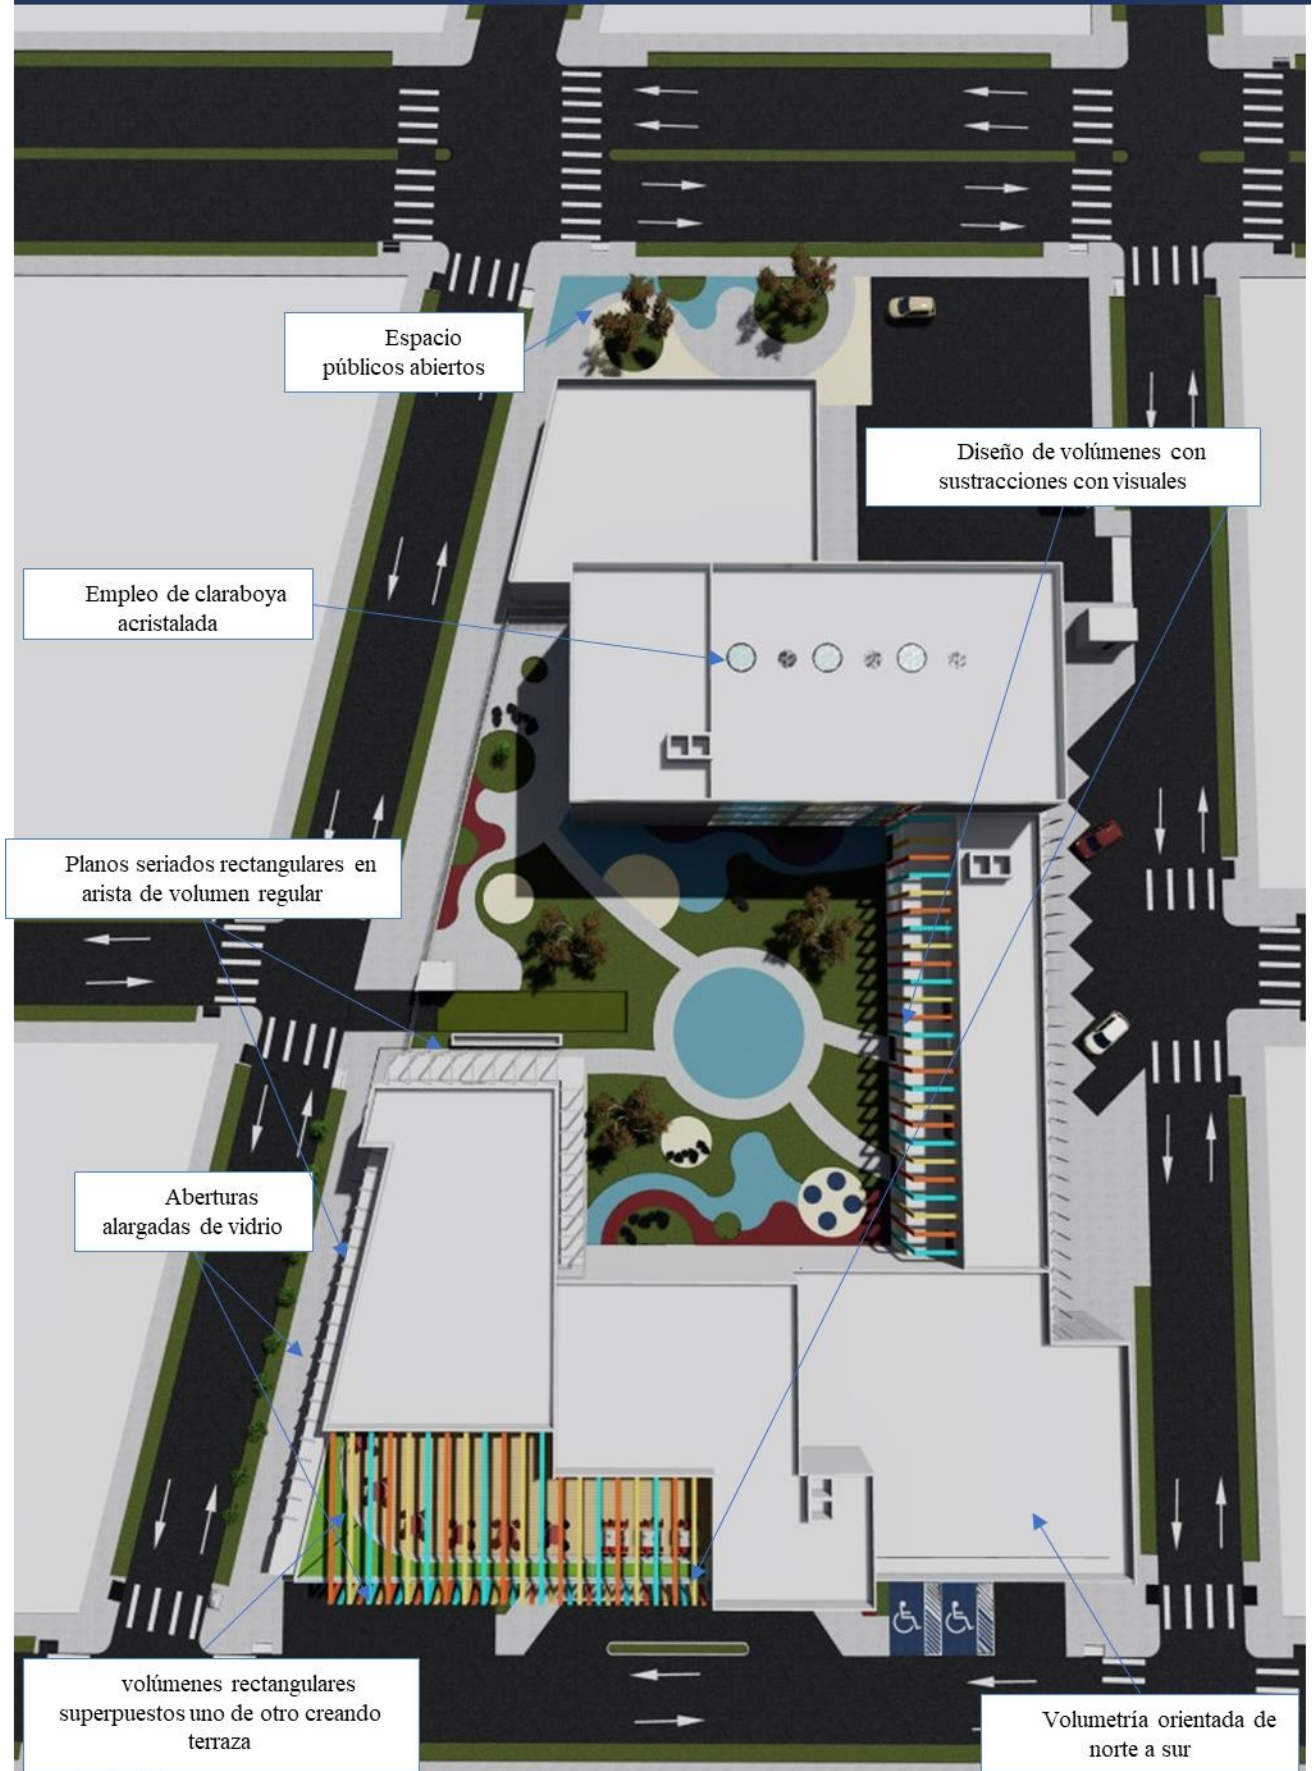 Espacio
públicos abiertos
Diseño de volúmenes con
sustracciones con visuales
Empleo de claraboya
acristalada
Planos seriados rectangulares en
arista de volumen regular
Aberturas
alargadas de vidrio
volúmenes rectangulares
superpuestos uno de otro creando
terraza
Volumetría orientada de
norte a sur